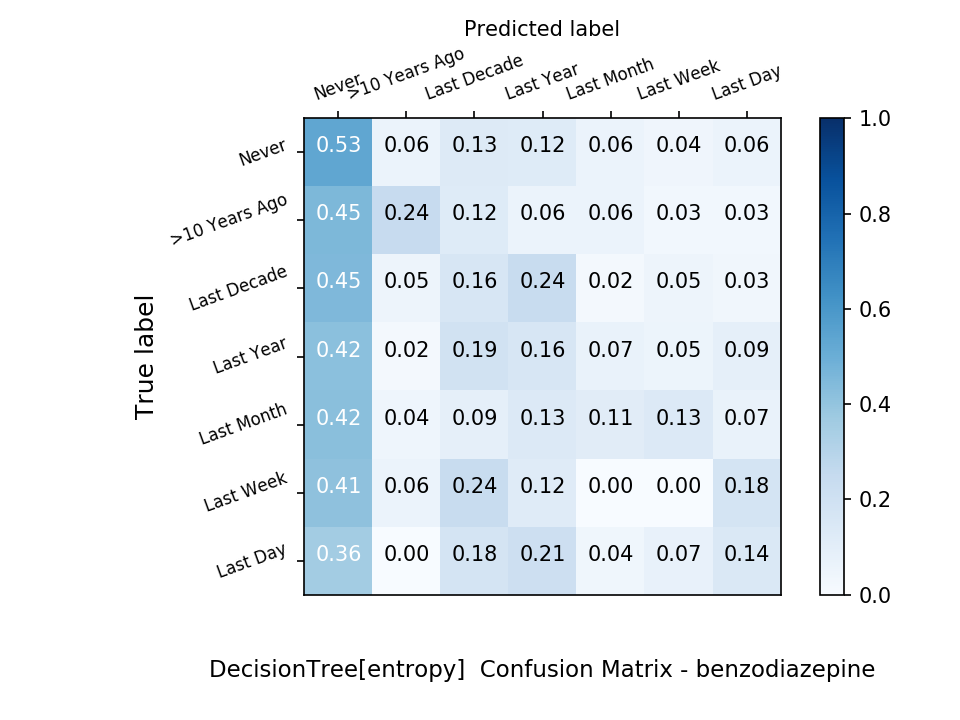 Predicted label
Never >10 Years Ago Last Decade Last Year Last Month Last Week Last Day
True label
Never 0.53 0.06 0.13 0.12 0.06 0.04 0.06
>10 Years Ago 0.45 0.24 0.12 0.06 0.06 0.03 0.03
Last Decade 0.45 0.05 0.16 0.24 0.02 0.05 0.03
Last Year 0.42 0.02 0.19 0.16 0.07 0.05 0.09
Last Month 0.42 0.04 0.09 0.13 0.11 0.13 0.07
Last Week 0.41 0.06 0.24 0.12 0.00 0.00 0.18
Last Day 0.36 0.00 0.18 0.21 0.04 0.07 0.14
1.0
0.8
0.6
0.4
0.2
0.0
DecisionTree[entropy]  Confusion Matrix - benzodiazepine